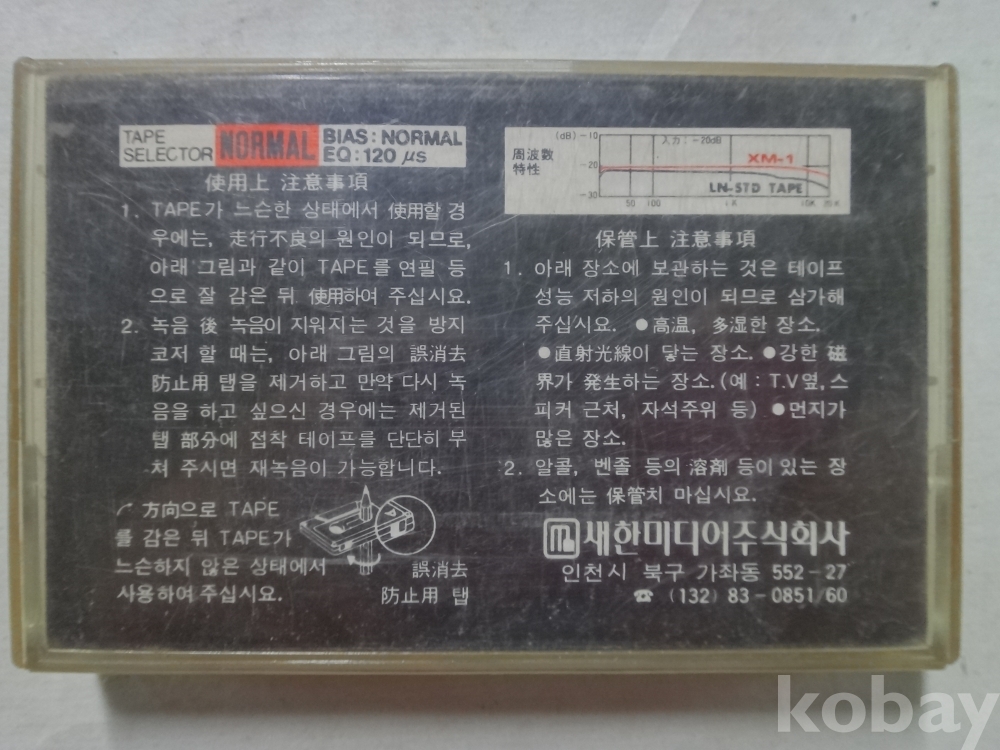 TAPE SELECTOR NORMAL BIAS: NORMAL EQ: 120 μs
使用上 注意事項
1. TAPE가 느슨한 상태에서 使用할 경
우에는, 走行不良의 원인이 되므로,
아래 그림과 같이 TAPE를 연필 등
으로 잘 감은 뒤 使用하여 주십시요.
2. 녹음 後 녹음이 지워지는 것을 방지
코저 할 때는, 아래 그림의 誤消去
防止用 탭을 제거하고 만약 다시 녹
음을 하고 싶으신 경우에는 제거된
탭 部分에 접착 테이프를 단단히 부
쳐 주시면 재녹음이 가능합니다.
方向으로 TAPE
를 감은 뒤 TAPE가
느슨하지 않은 상태에서
사용하여 주십시요.
誤消去
防止用 탭
周波數
特性
(dB) -10
-20
-30
入力: -20dB
XM-1
LN-STD TAPE
50 100 1K 10K
保管上 注意事項
1. 아래 장소에 보관하는 것은 테이프
성능 저하의 원인이 되므로 삼가해
주십시요. ●高温, 多湿한 장소.
●直射光線이 닿는 장소. ●강한 磁
界가 発生하는 장소. (예 : T.V옆, 스
피커 근처, 자석주위 등) ●먼지가
많은 장소.
2. 알콜, 벤졸 등의 溶劑 등이 있는 장
소에는 保管치 마십시요.
새한미디어주식회사
인천시 북구 가좌동 552-27
☎ (132) 83-0851/60
kobay